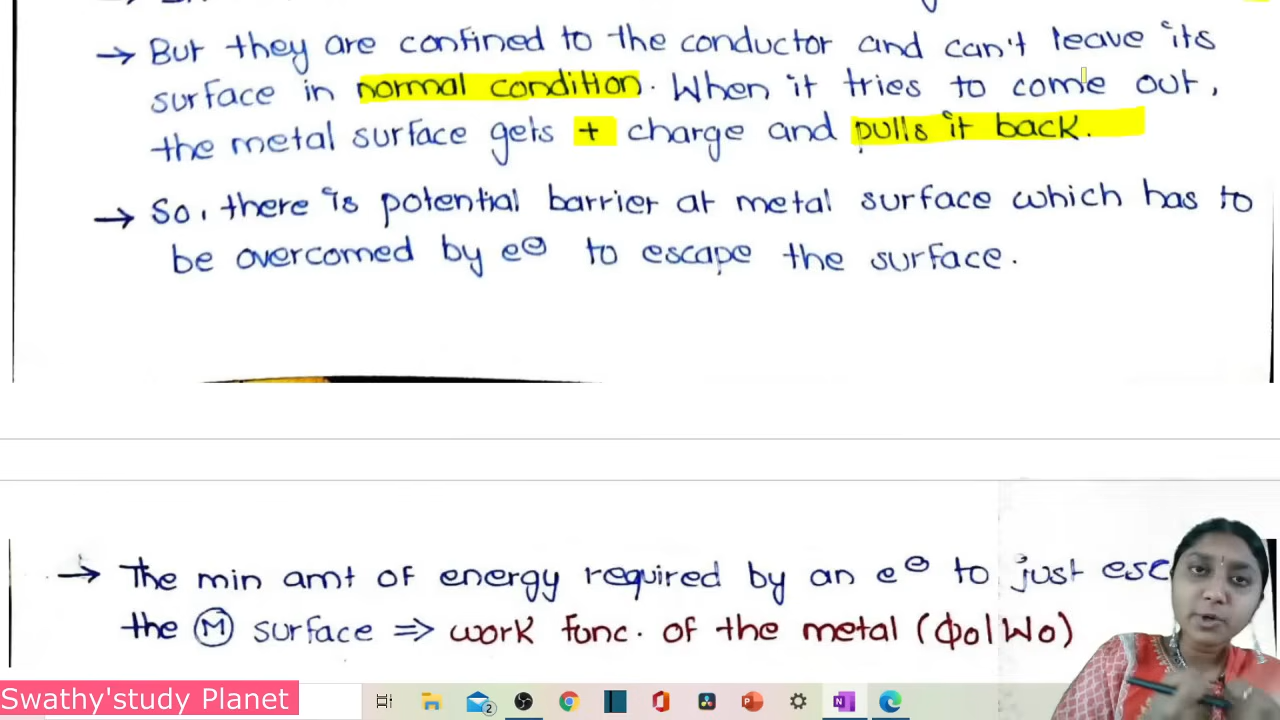 → But they are confined to the conductor and can't leave its
surface in normal condition. When it tries to come out,
the metal surface gets + charge and pulls it back.
→ So, there is potential barrier at metal surface which has to
be overcomed by e⊖ to escape the surface.
→ The min amt of energy required by an e⊖ to just esc
the Ⓜ surface ⇒ work func. of the metal (ϕo|Wo)
Swathy'study Planet
2